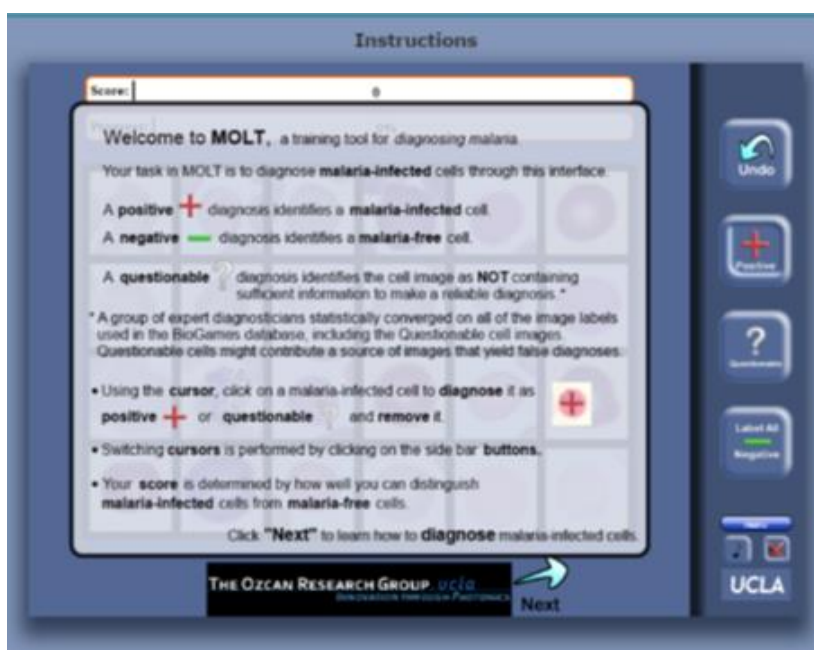 Instructions
Score: 0
Welcome to MOLT, a training tool for diagnosing malaria.
Your task in MOLT is to diagnose malaria-infected cells through this interface.
A positive + diagnosis identifies a malaria-infected cell.
A negative — diagnosis identifies a malaria-free cell.
A questionable ? diagnosis identifies the cell image as NOT containing
sufficient information to make a reliable diagnosis. *
* A group of expert diagnosticians statistically converged on all of the image labels
used in the BioGames database, including the Questionable cell images.
Questionable cells might contribute a source of images that yield false diagnoses.
• Using the cursor, click on a malaria-infected cell to diagnose it as
positive + or questionable ? and remove it.
• Switching cursors is performed by clicking on the side bar buttons.
• Your score is determined by how well you can distinguish
malaria-infected cells from malaria-free cells.
Click "Next" to learn how to diagnose malaria-infected cells.
THE OZCAN RESEARCH GROUP ucla
INNOVATION THROUGH PHOTONICS
Next
Undo
Positive
?
Questionable
Label All
Negative
UCLA